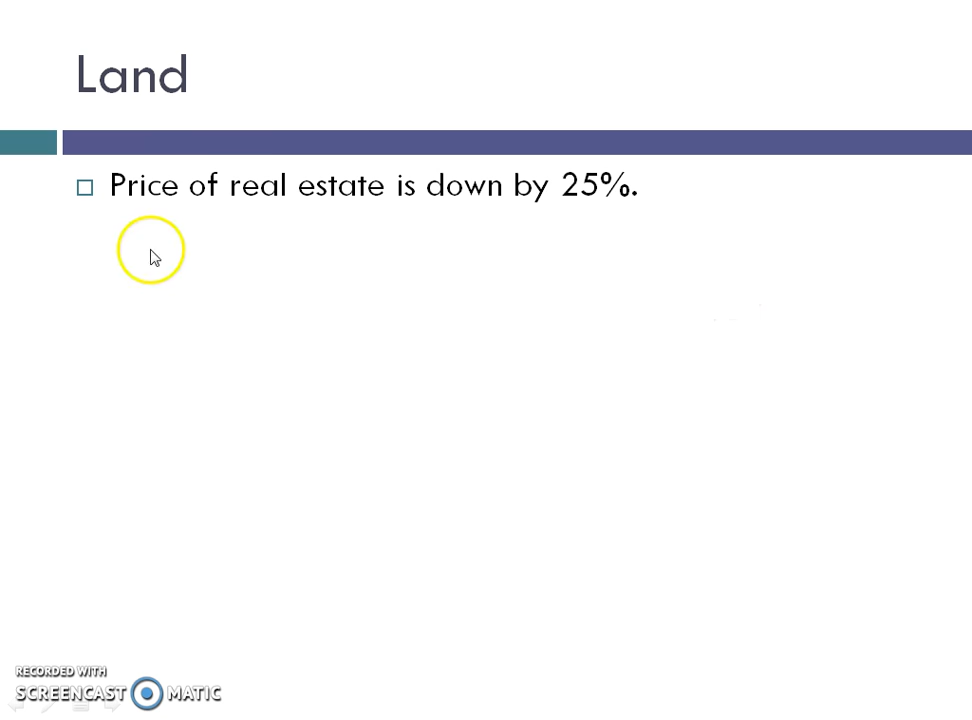 Land
Price of real estate is down by 25%.
RECORDED WITH
SCREENCAST MATIC